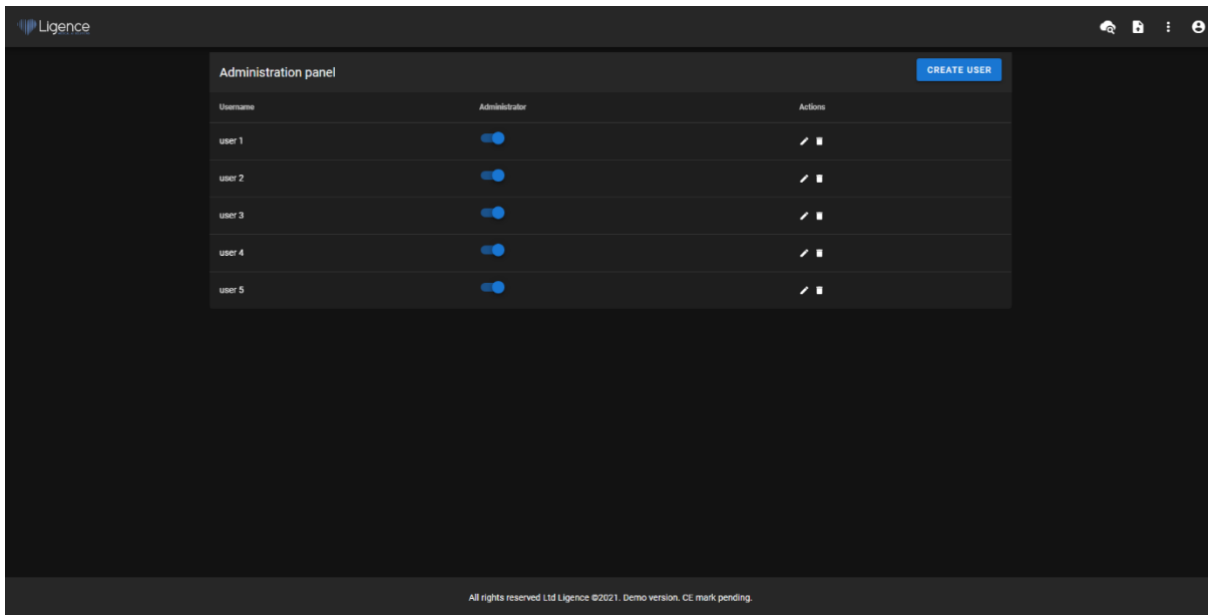 Ligence
Administration panel
CREATE USER
Username Administrator Actions
user 1
user 2
user 3
user 4
user 5
All rights reserved Ltd Ligence ©2021. Demo version. CE mark pending.